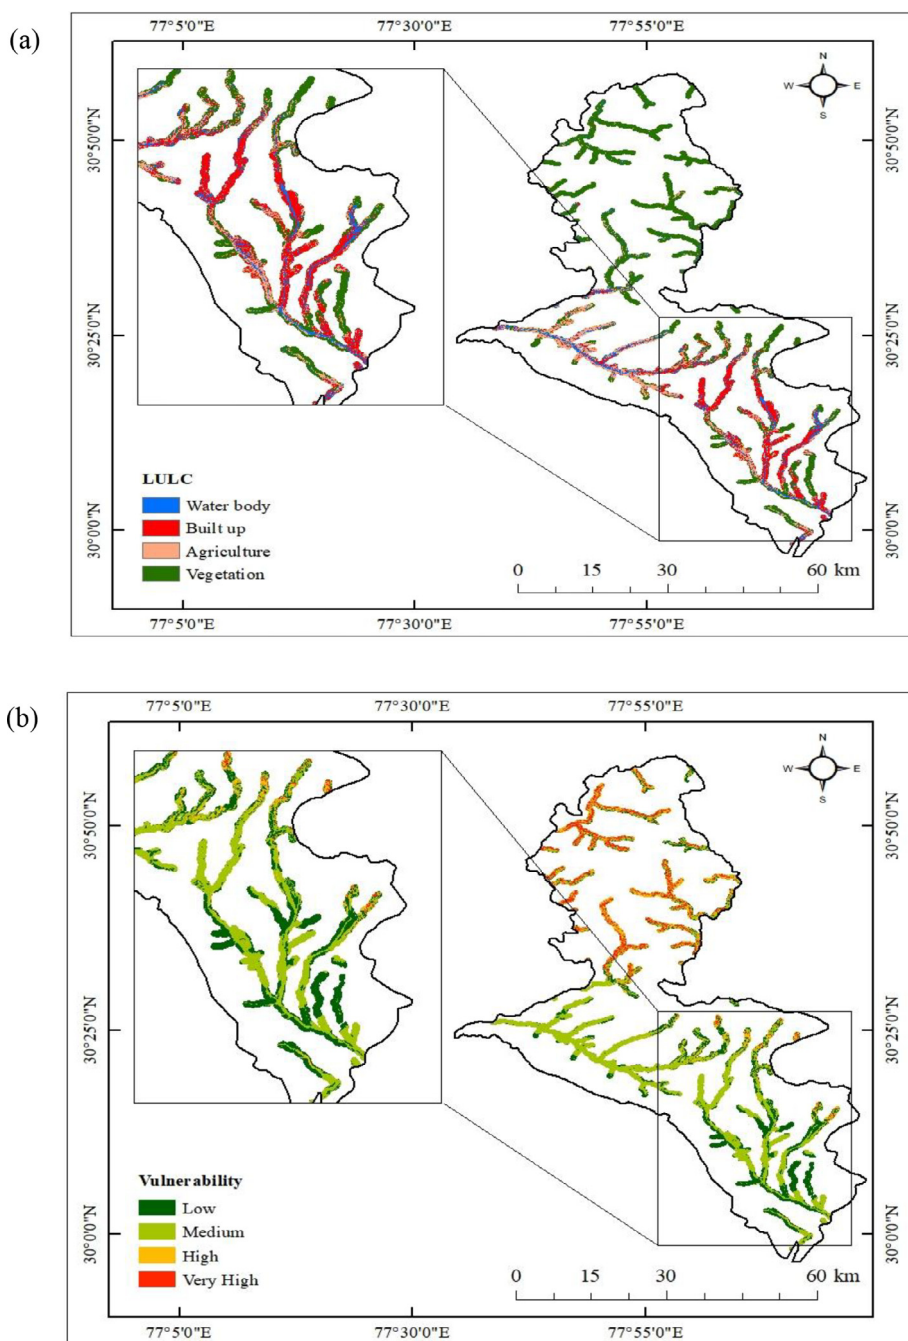 (a)
77°5'0"E 77°30'0"E 77°55'0"E
N
W E
S
30°50'0"N 30°50'0"N
30°25'0"N 30°25'0"N
LULC
Water body
Built up
Agriculture
Vegetation
30°0'0"N 30°0'0"N
0 15 30 60 km
77°5'0"E 77°30'0"E 77°55'0"E
(b)
77°5'0"E 77°30'0"E 77°55'0"E
N
W E
S
30°50'0"N 30°50'0"N
30°25'0"N 30°25'0"N
Vulnerability
Low
Medium
High
Very High
30°0'0"N 30°0'0"N
0 15 30 60 km
77°5'0"E 77°30'0"E 77°55'0"E